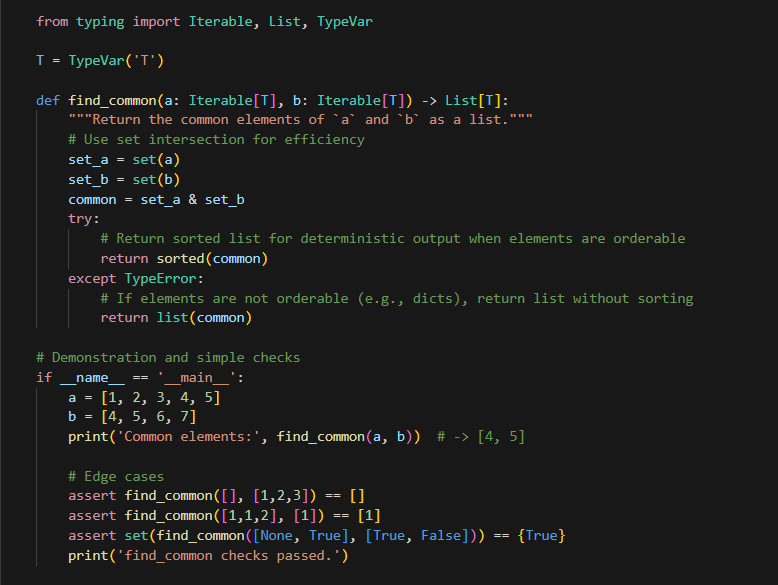 from typing import Iterable, List, TypeVar

T = TypeVar('T')

def find_common(a: Iterable[T], b: Iterable[T]) -> List[T]:
    """Return the common elements of `a` and `b` as a list."""
    # Use set intersection for efficiency
    set_a = set(a)
    set_b = set(b)
    common = set_a & set_b
    try:
        # Return sorted list for deterministic output when elements are orderable
        return sorted(common)
    except TypeError:
        # If elements are not orderable (e.g., dicts), return list without sorting
        return list(common)

# Demonstration and simple checks
if __name__ == '__main__':
    a = [1, 2, 3, 4, 5]
    b = [4, 5, 6, 7]
    print('Common elements:', find_common(a, b))  # -> [4, 5]

    # Edge cases
    assert find_common([], [1,2,3]) == []
    assert find_common([1,1,2], [1]) == [1]
    assert set(find_common([None, True], [True, False])) == {True}
    print('find_common checks passed.')